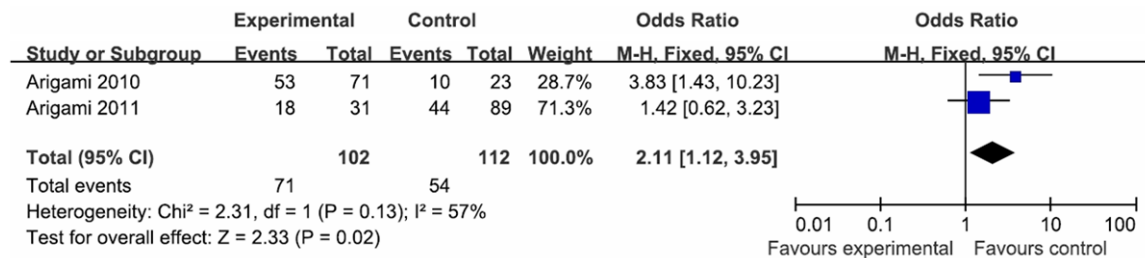 Experimental Control Odds Ratio Odds Ratio
Study or Subgroup Events Total Events Total Weight M-H, Fixed, 95% CI M-H, Fixed, 95% CI
Arigami 2010 53 71 10 23 28.7% 3.83 [1.43, 10.23]
Arigami 2011 18 31 44 89 71.3% 1.42 [0.62, 3.23]
Total (95% CI) 102 112 100.0% 2.11 [1.12, 3.95]
Total events 71 54
Heterogeneity: Chi² = 2.31, df = 1 (P = 0.13); I² = 57%
Test for overall effect: Z = 2.33 (P = 0.02)
0.01 0.1 1 10 100
Favours experimental Favours control